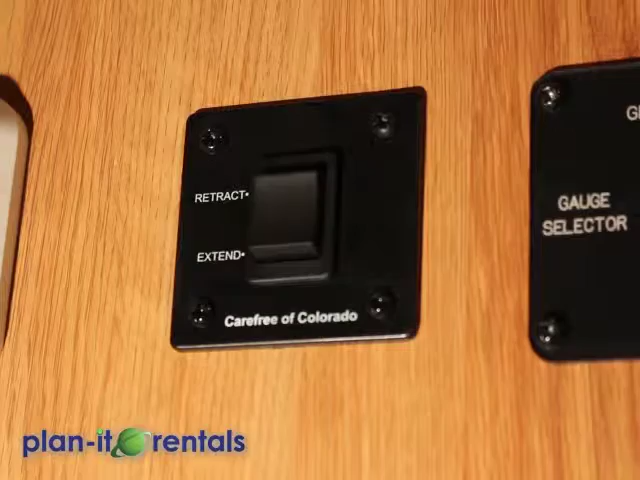 RETRACT•
EXTEND•
Carefree of Colorado
GAUGE
SELECTOR
plan-it rentals